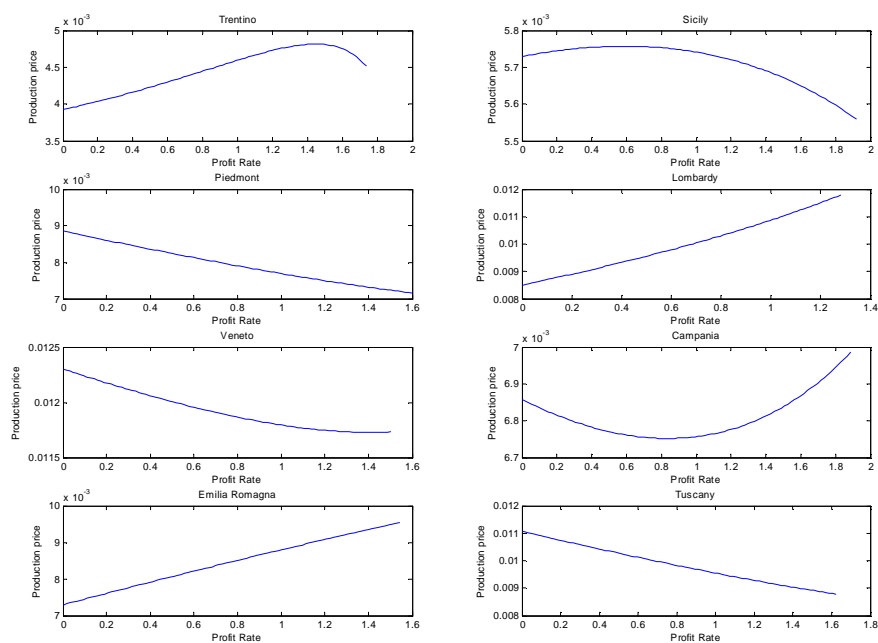 Trentino
x 10⁻³
5
4.5
4
3.5
Production price
0 0.2 0.4 0.6 0.8 1 1.2 1.4 1.6 1.8 2
Profit Rate
Sicily
x 10⁻³
5.8
5.7
5.6
5.5
Production price
0 0.2 0.4 0.6 0.8 1 1.2 1.4 1.6 1.8 2
Profit Rate
Piedmont
x 10⁻³
10
9
8
7
Production price
0 0.2 0.4 0.6 0.8 1 1.2 1.4 1.6
Profit Rate
Lombardy
0.012
0.011
0.01
0.009
0.008
Production price
0 0.2 0.4 0.6 0.8 1 1.2 1.4
Profit Rate
Veneto
0.0125
0.012
0.0115
Production price
0 0.2 0.4 0.6 0.8 1 1.2 1.4 1.6
Profit Rate
Campania
x 10⁻³
7
6.9
6.8
6.7
Production price
0 0.2 0.4 0.6 0.8 1 1.2 1.4 1.6 1.8 2
Profit Rate
Emilia Romagna
x 10⁻³
10
9
8
7
Production price
0 0.2 0.4 0.6 0.8 1 1.2 1.4 1.6
Profit Rate
Tuscany
0.012
0.011
0.01
0.009
0.008
Production price
0 0.2 0.4 0.6 0.8 1 1.2 1.4 1.6 1.8
Profit Rate